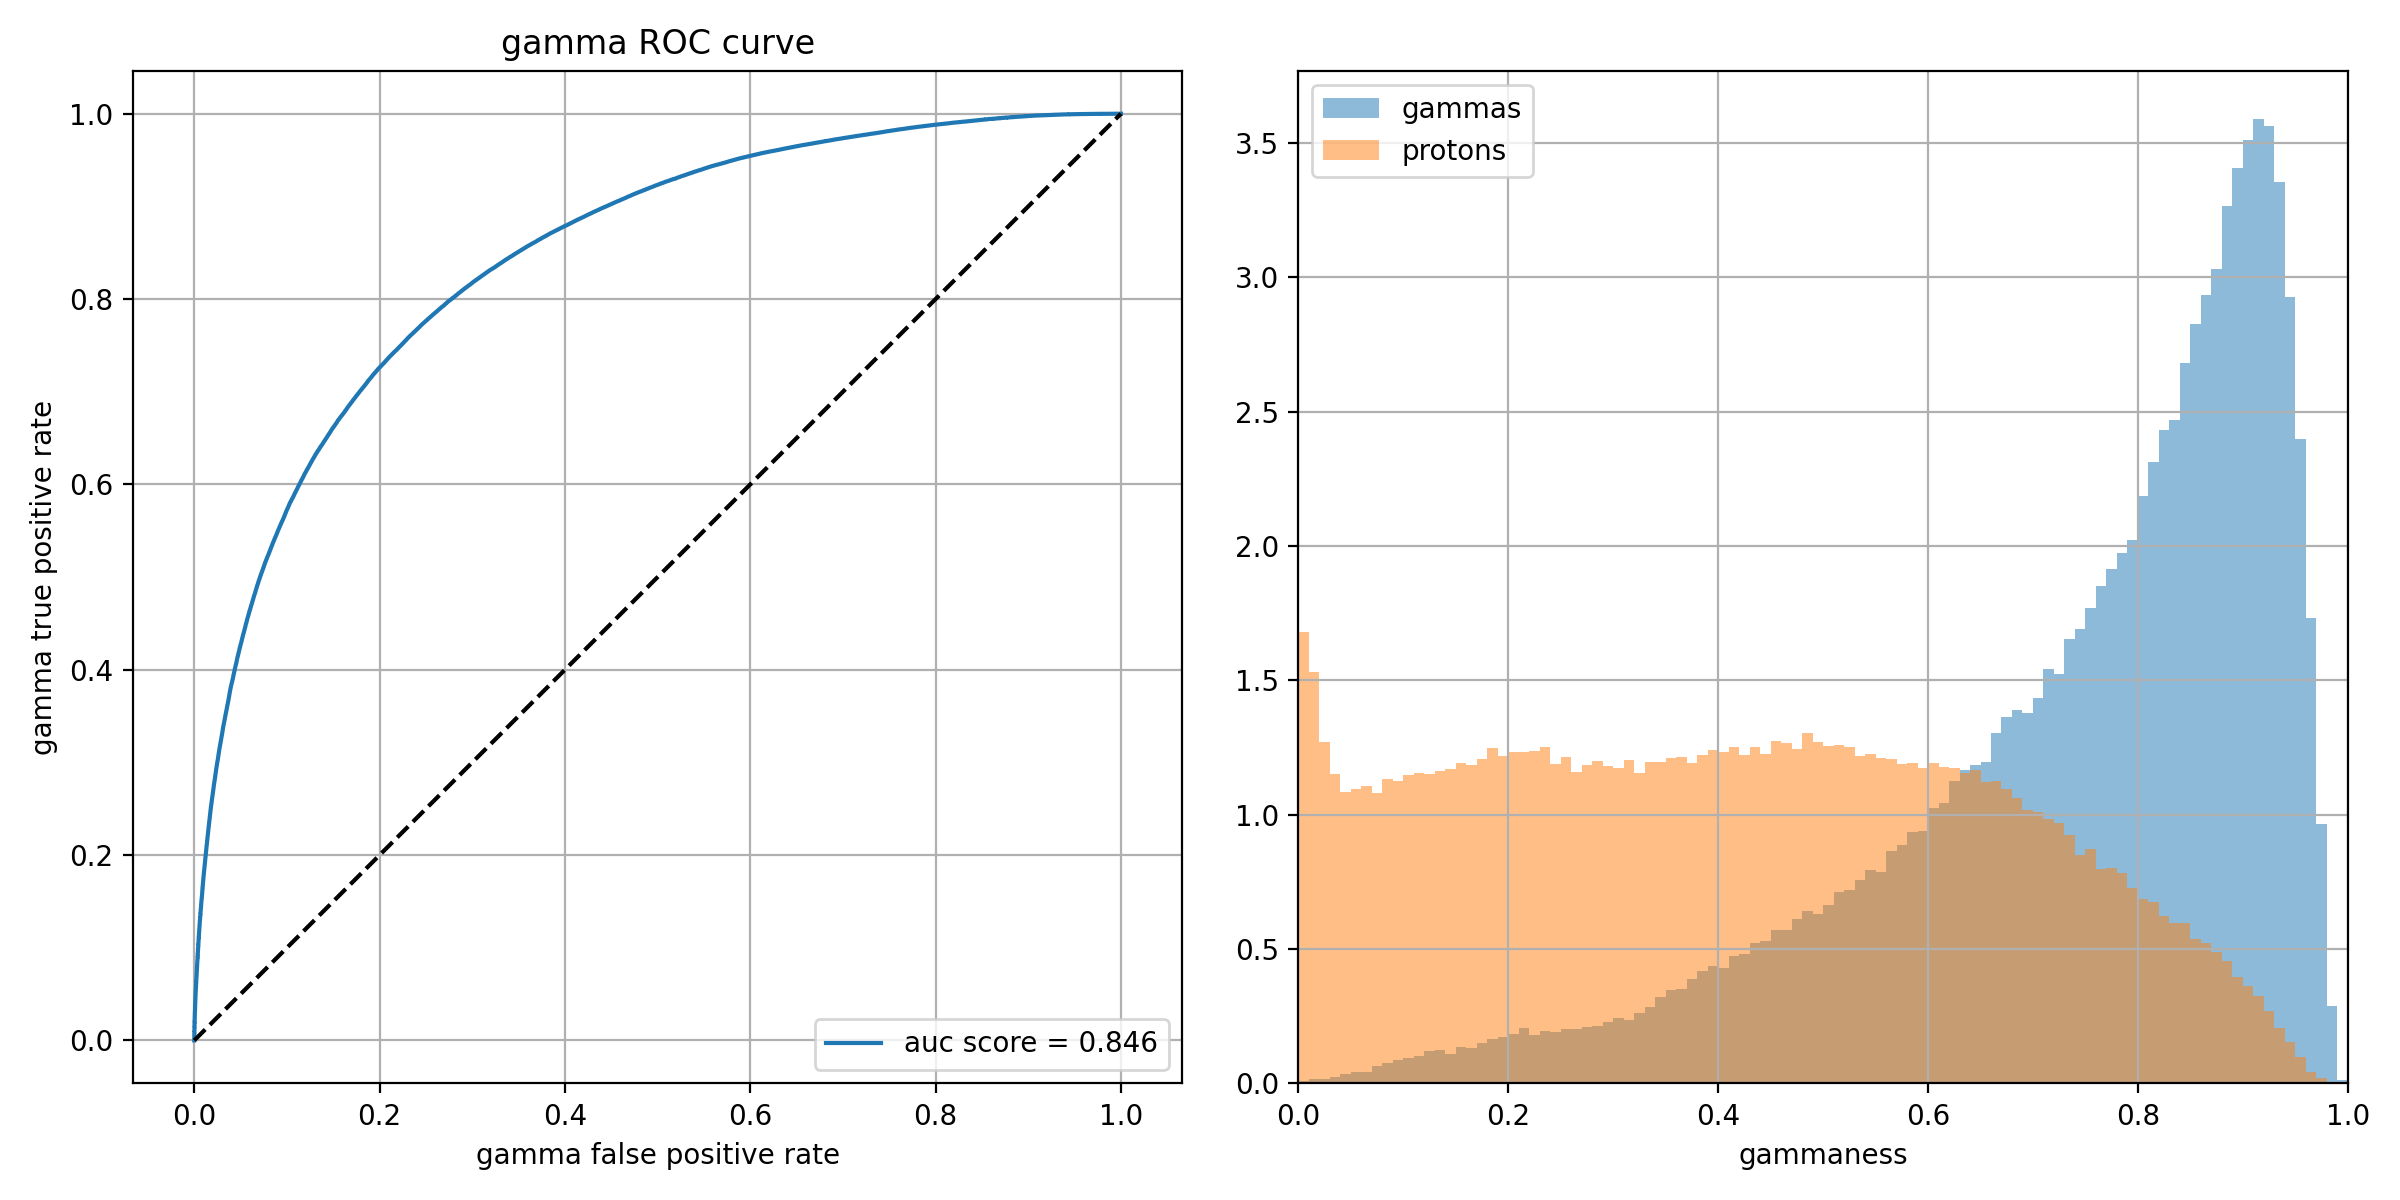 gamma ROC curve
1.0
0.8
0.6
0.4
0.2
0.0
gamma true positive rate
0.0 0.2 0.4 0.6 0.8 1.0
gamma false positive rate
auc score = 0.846
gammas
protons
3.5
3.0
2.5
2.0
1.5
1.0
0.5
0.0
0.0 0.2 0.4 0.6 0.8 1.0
gammaness